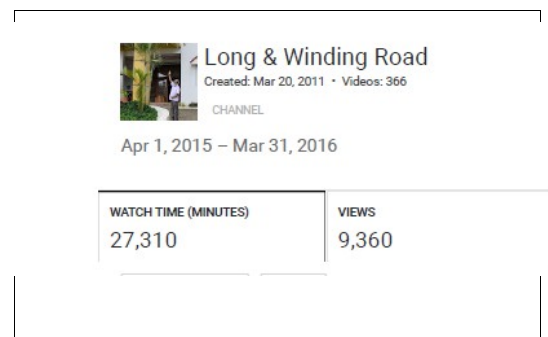 Long & Winding Road
Created: Mar 20, 2011 • Videos: 366
CHANNEL
Apr 1, 2015 – Mar 31, 2016
WATCH TIME (MINUTES) VIEWS
27,310 9,360